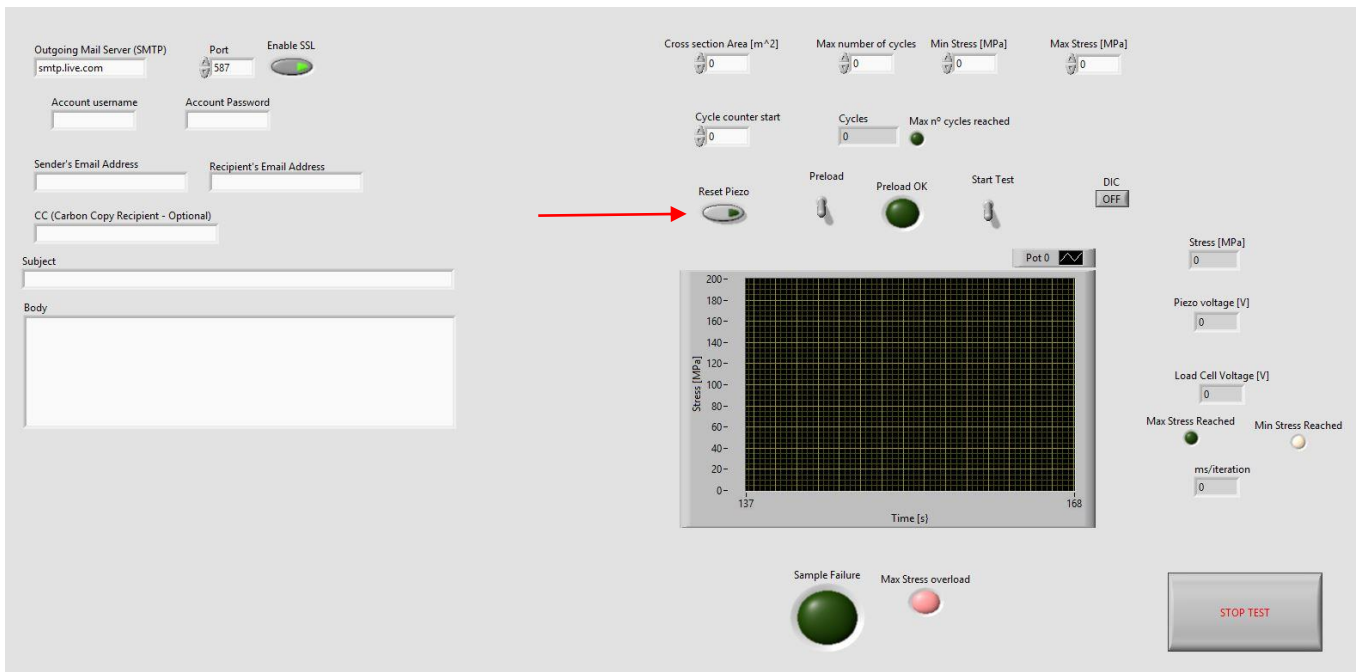 Outgoing Mail Server (SMTP) Port Enable SSL
smtp.live.com 587
Account username Account Password
Sender's Email Address Recipient's Email Address
CC (Carbon Copy Recipient - Optional)
Subject
Body
Cross section Area [m^2] Max number of cycles Min Stress [MPa] Max Stress [MPa]
0 0 0 0
Cycle counter start Cycles Max nº cycles reached
0 0
Reset Piezo Preload Preload OK Start Test DIC
OFF
Pot 0
Stress [MPa]
200
180
160
140
120
100
80
60
40
20
0
137 168
Time [s}
Stress [MPa]
0
Piezo voltage [V]
0
Load Cell Voltage [V]
0
Max Stress Reached Min Stress Reached
ms/iteration
0
Sample Failure Max Stress overload
STOP TEST